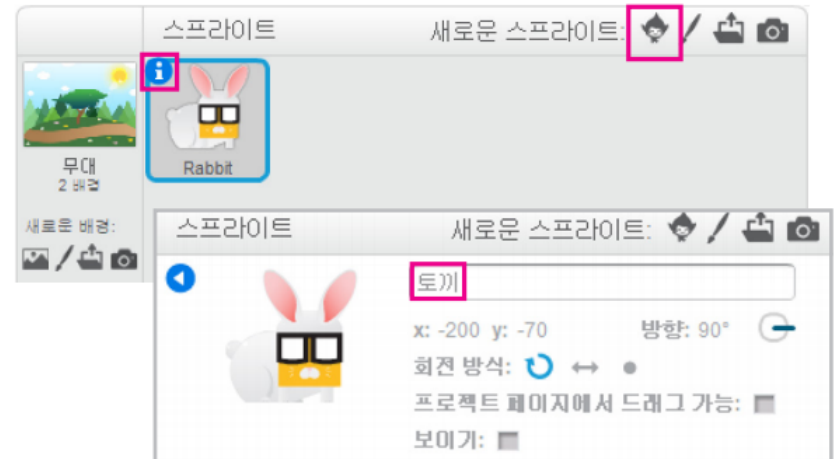 스프라이트 새로운 스프라이트:
Rabbit
무대
2 배경
새로운 배경:
스프라이트 새로운 스프라이트:
토끼
x: -200 y: -70 방향: 90°
회전 방식:
프로젝트 페이지에서 드래그 가능:
보이기: